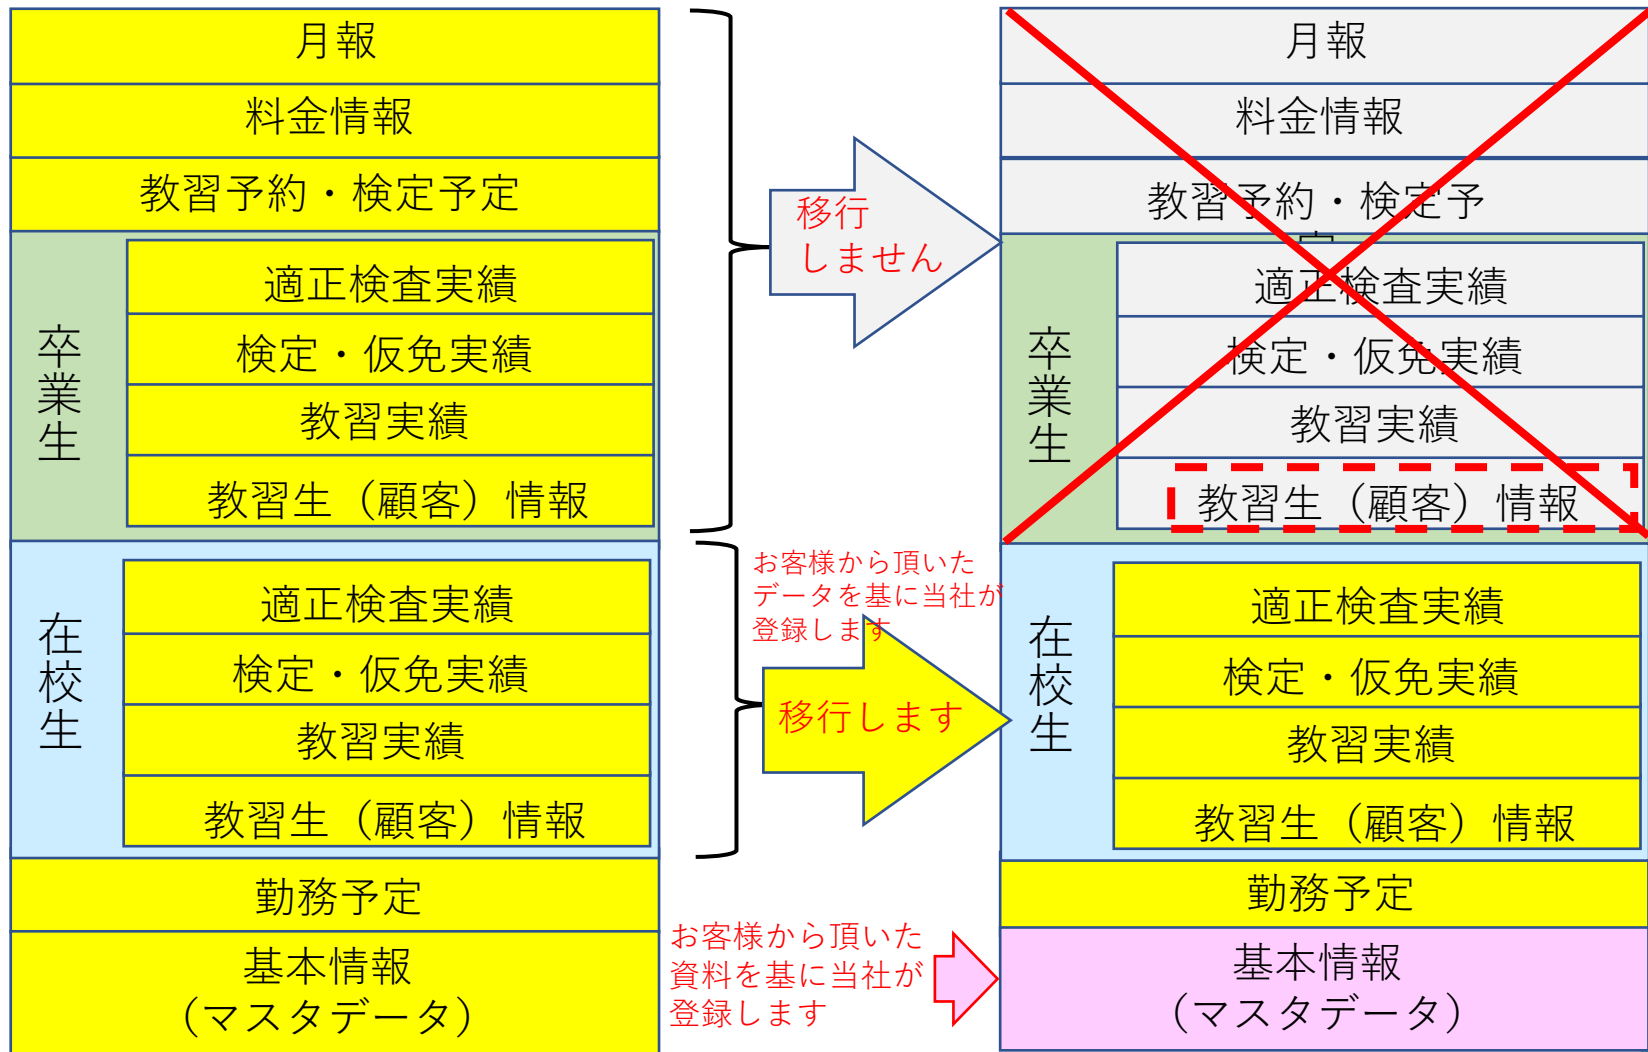 月報
料金情報
教習予約・検定予定
卒業生
適正検査実績
検定・仮免実績
教習実績
教習生（顧客）情報
在校生
適正検査実績
検定・仮免実績
教習実績
教習生（顧客）情報
勤務予定
基本情報
（マスタデータ）
移行
しません
お客様から頂いた
データを基に当社が
登録します
移行します
お客様から頂いた
資料を基に当社が
登録します
月報
料金情報
教習予約・検定予
定
卒業生
適正検査実績
検定・仮免実績
教習実績
教習生（顧客）情報
在校生
適正検査実績
検定・仮免実績
教習実績
教習生（顧客）情報
勤務予定
基本情報
（マスタデータ）